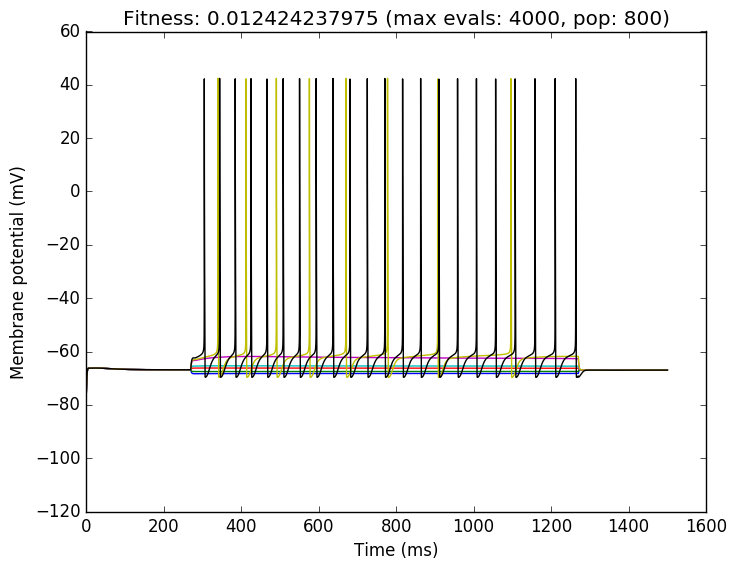 Fitness: 0.012424237975 (max evals: 4000, pop: 800)
60
40
20
0
−20
−40
−60
−80
−100
−120
Membrane potential (mV)
0 200 400 600 800 1000 1200 1400 1600
Time (ms)